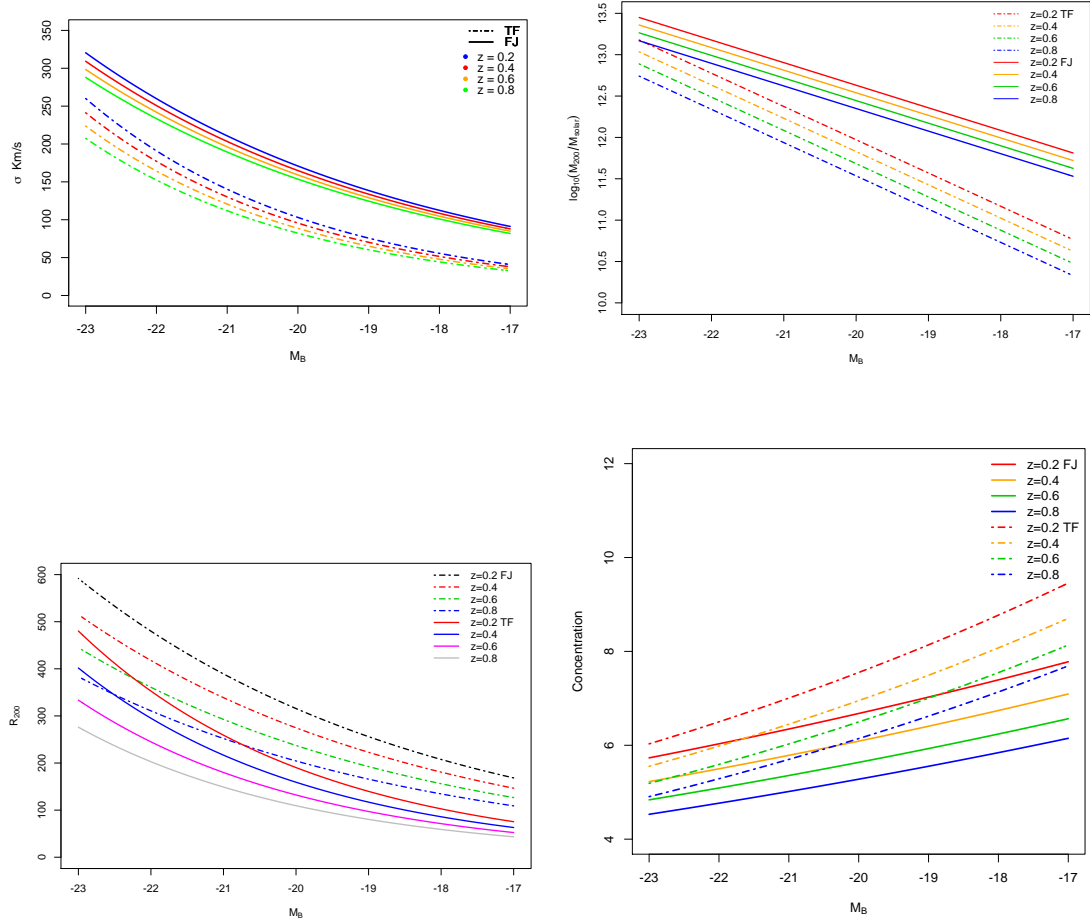 350
300
250
200
150
100
50
0
σ Km/s
-23 -22 -21 -20 -19 -18 -17
M_B
TF
FJ
z = 0.2
z = 0.4
z = 0.6
z = 0.8
13.5
13.0
12.5
12.0
11.5
11.0
10.5
10.0
log10(M200/Msolar)
-23 -22 -21 -20 -19 -18 -17
M_B
z=0.2 TF
z=0.4
z=0.6
z=0.8
z=0.2 FJ
z=0.4
z=0.6
z=0.8
600
500
400
300
200
100
0
R200
-23 -22 -21 -20 -19 -18 -17
M_B
z=0.2 FJ
z=0.4
z=0.6
z=0.8
z=0.2 TF
z=0.4
z=0.6
z=0.8
12
10
8
6
4
Concentration
-23 -22 -21 -20 -19 -18 -17
M_B
z=0.2 FJ
z=0.4
z=0.6
z=0.8
z=0.2 TF
z=0.4
z=0.6
z=0.8